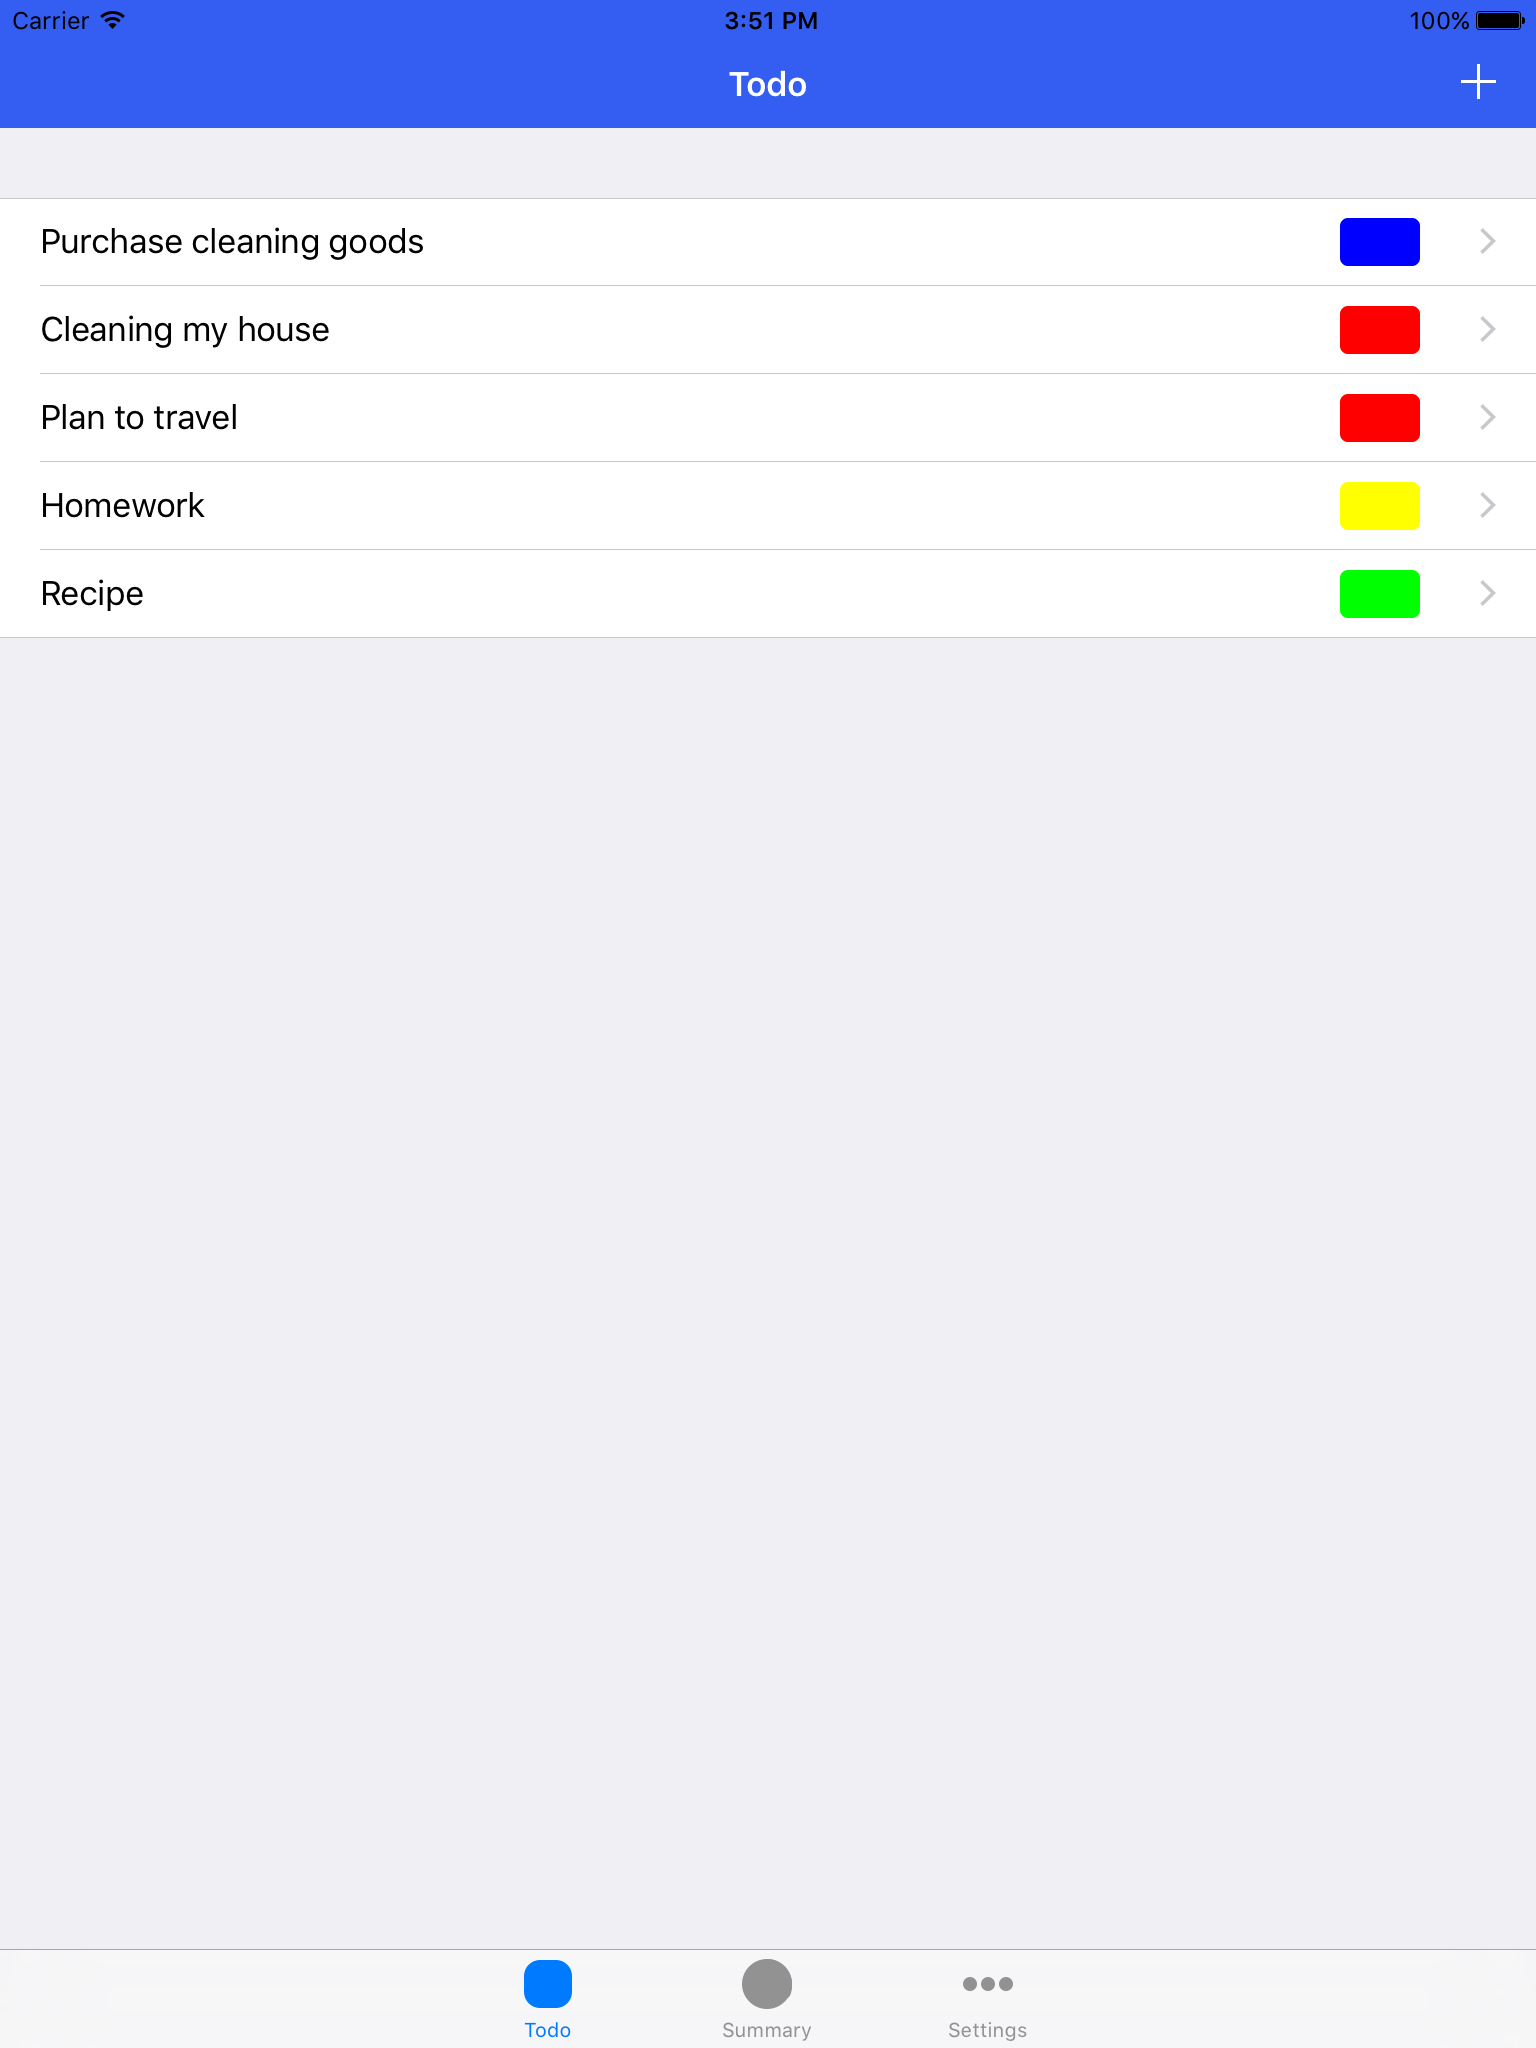 Carrier
3:51 PM
100%
Todo
Purchase cleaning goods
Cleaning my house
Plan to travel
Homework
Recipe
Todo
Summary
Settings